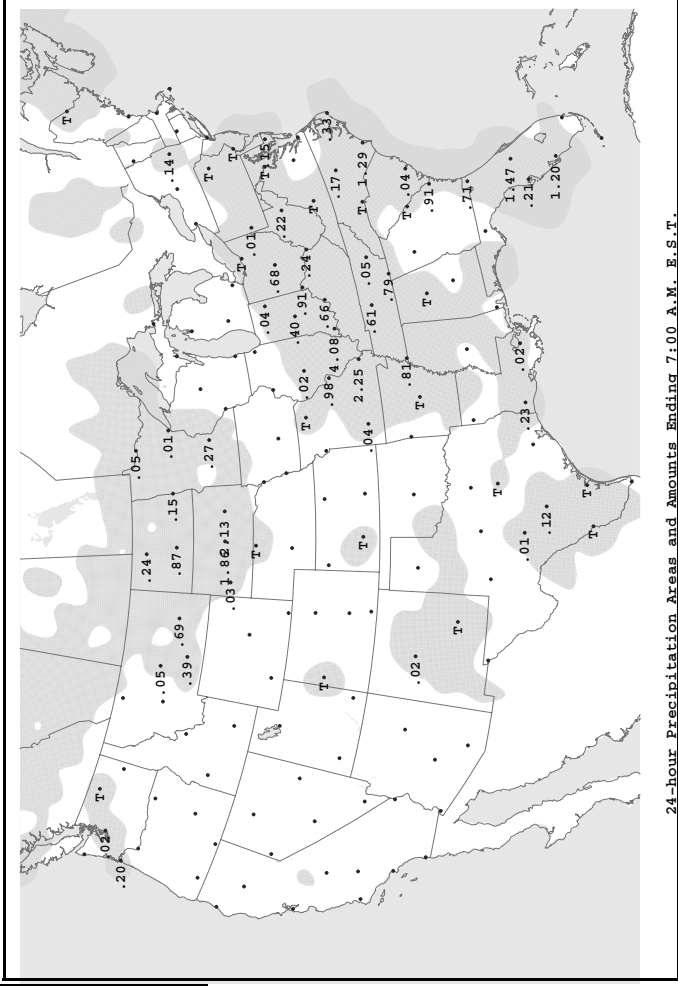 T
T
.02
.20
.05
.24
.05
.01
.14
.15
.87
.69
.39
.27
T
1.86
2.13
.03
T
T
.01
T
T
.15
.04
.68
.22
.40
.91
.02
.24
T
T
T
.66
.33
.98
4.08
.17
2.25
T
T
1.29
.05
.04
.61
.79
.81
T
.04
.02
T
T
.91
T
.71
T
1.47
.02
.01
.23
.21
.12
1.20
T
T
24-hour Precipitation Areas and Amounts Ending 7:00 A.M. E.S.T.